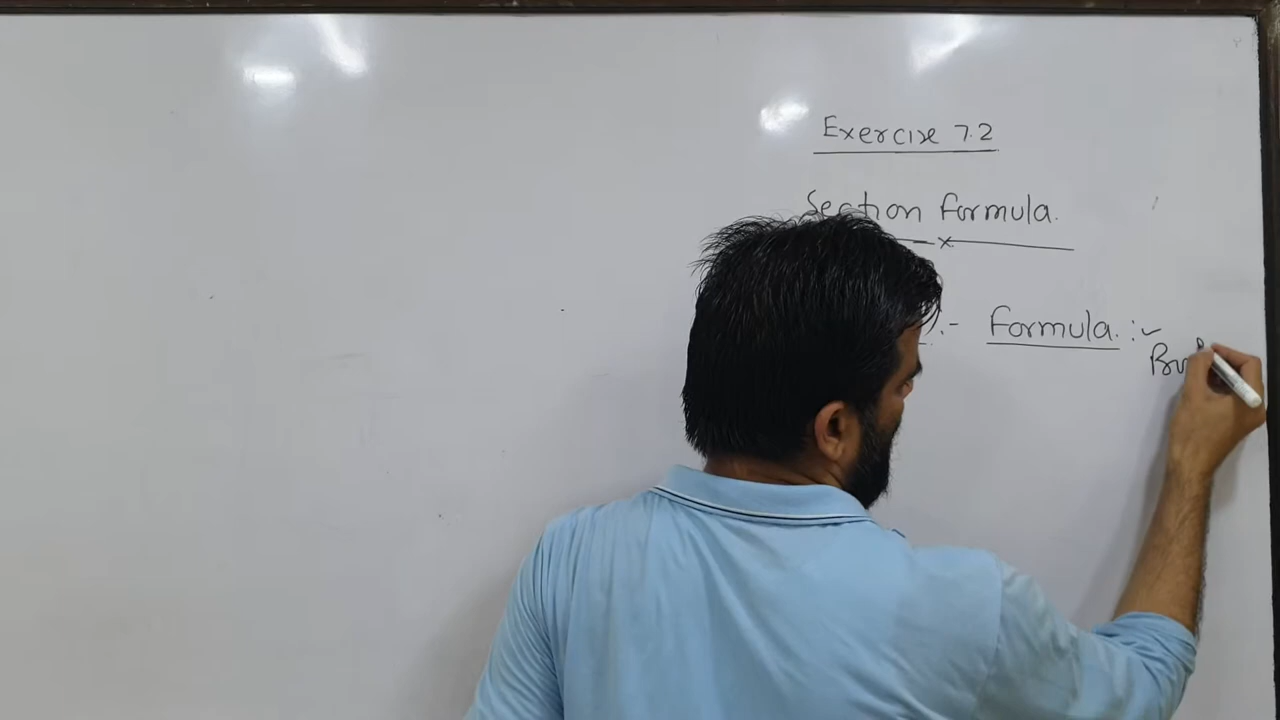 Exercise 7.2
Section formula.
:- Formula. :-